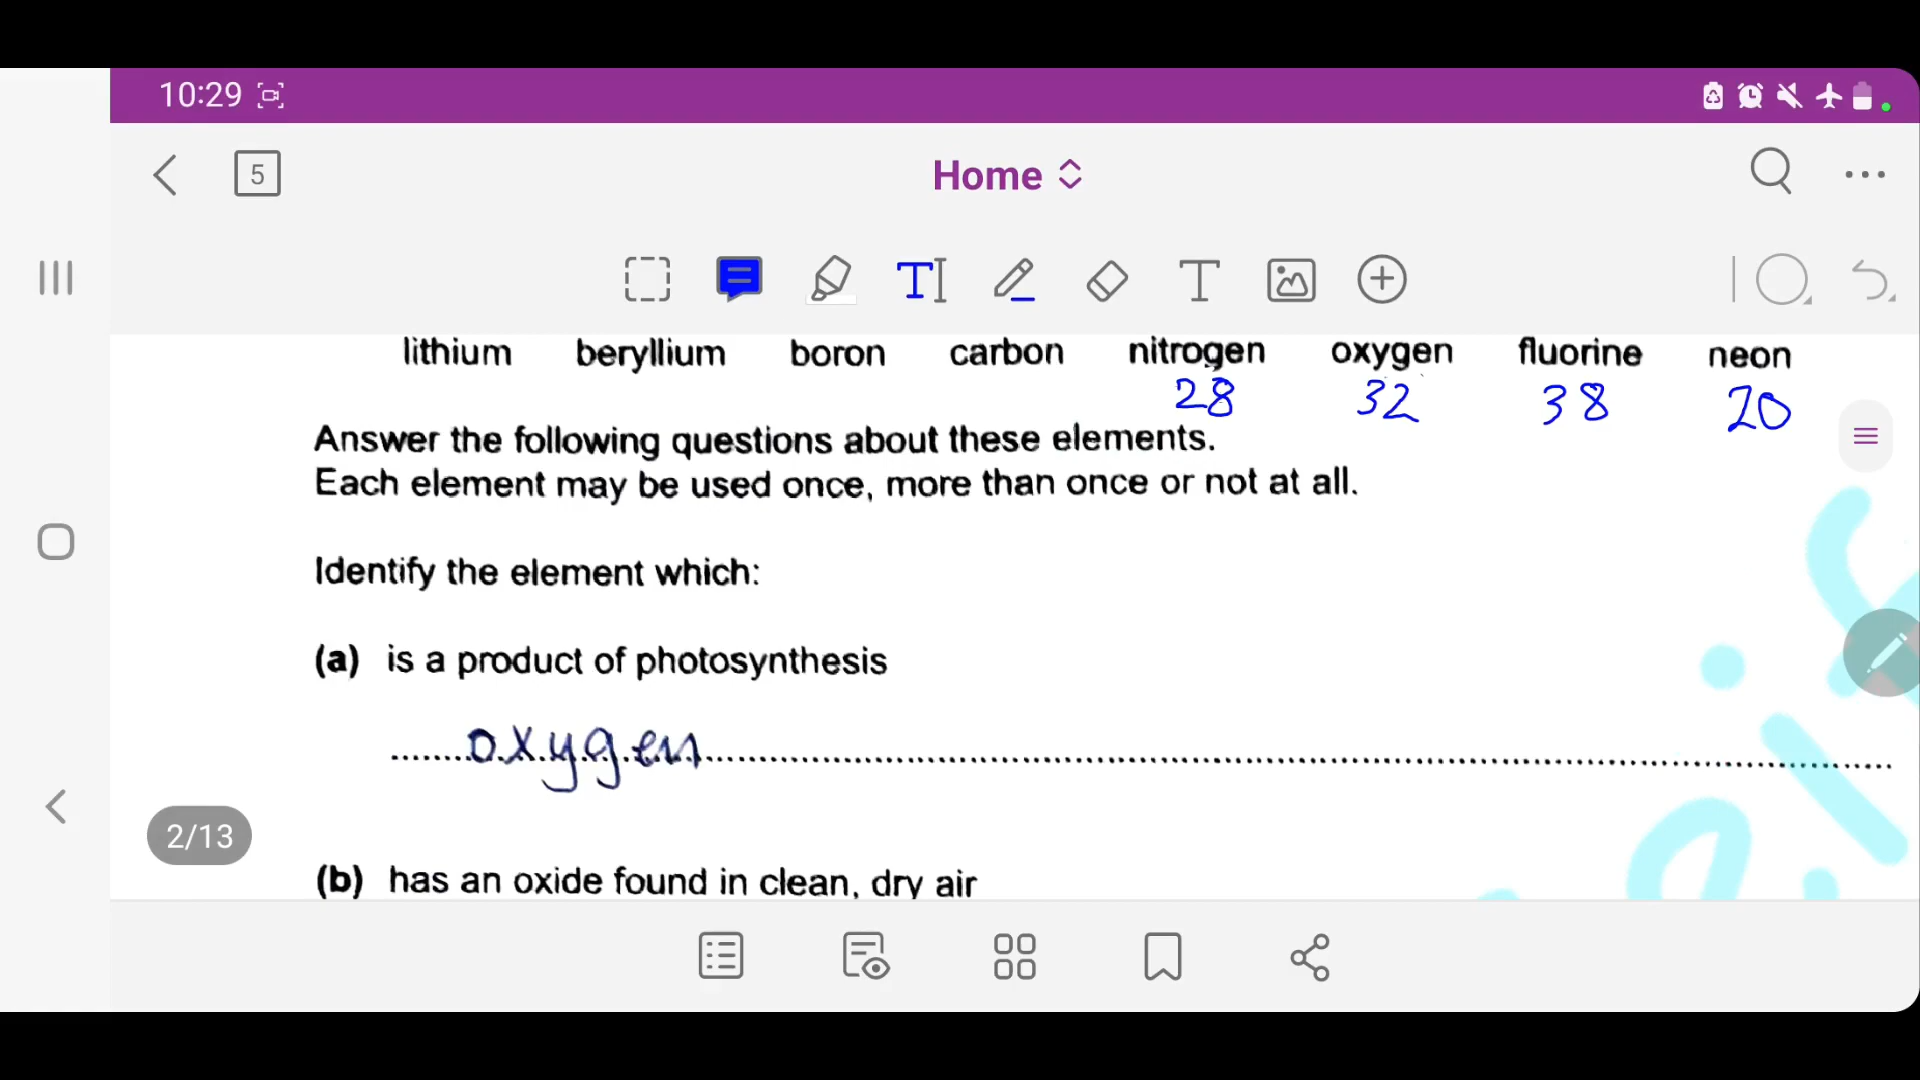 10:29
5
Home
lithium beryllium boron carbon nitrogen oxygen fluorine neon
28 32 38 20
Answer the following questions about these elements.
Each element may be used once, more than once or not at all.
Identify the element which:
(a) is a product of photosynthesis
oxygen
2/13
(b) has an oxide found in clean, dry air